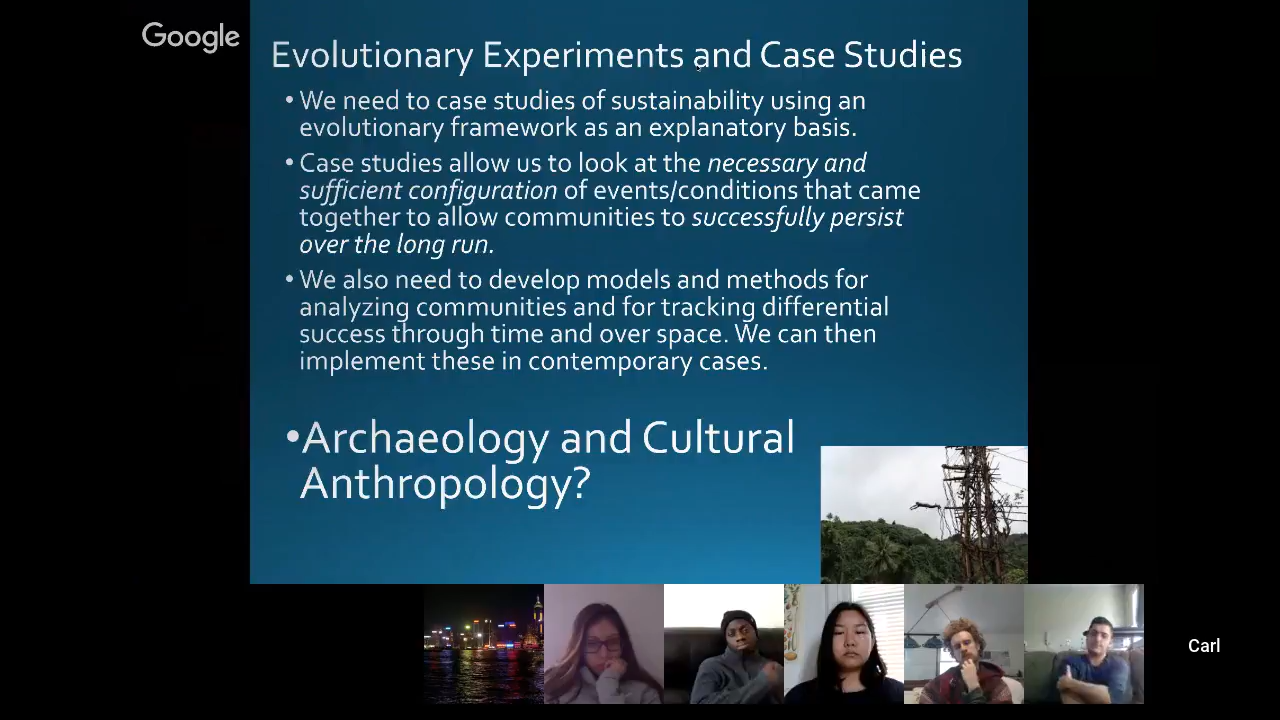 Google
Evolutionary Experiments and Case Studies
•We need to case studies of sustainability using an
evolutionary framework as an explanatory basis.
•Case studies allow us to look at the necessary and
sufficient configuration of events/conditions that came
together to allow communities to successfully persist
over the long run.
•We also need to develop models and methods for
analyzing communities and for tracking differential
success through time and over space. We can then
implement these in contemporary cases.
•Archaeology and Cultural
Anthropology?
Carl